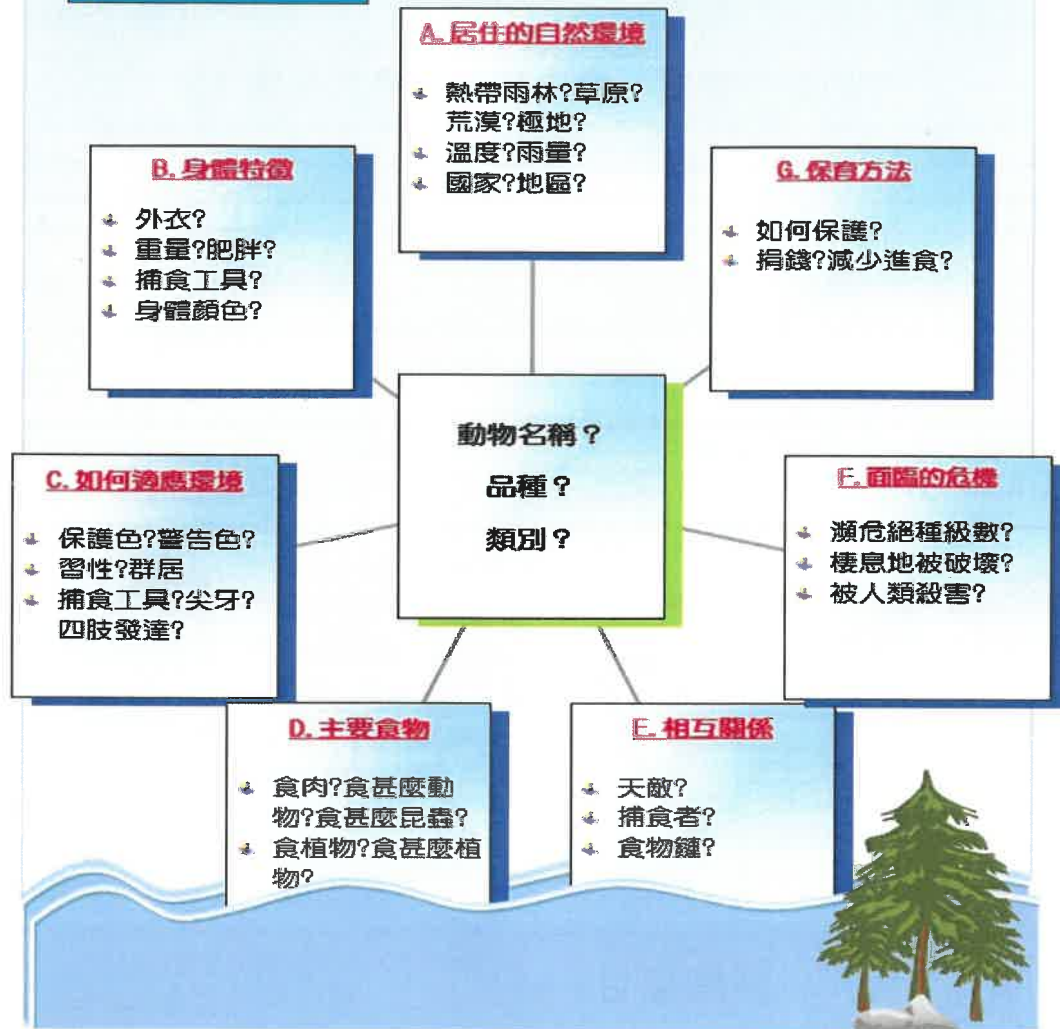 A. 居住的自然環境
熱帶雨林?草原?
荒漠?極地?
溫度?雨量?
國家?地區?
B. 身體特徵
外衣?
重量?肥胖?
捕食工具?
身體顏色?
G. 保育方法
如何保護?
捐錢?減少進食?
動物名稱?
品種?
類別?
C. 如何適應環境
保護色?警告色?
習性?群居
捕食工具?尖牙?
四肢發達?
F. 面臨的危機
瀕危絕種級數?
棲息地被破壞?
被人類殺害?
D. 主要食物
食肉?食甚麼動
物?食甚麼昆蟲?
食植物?食甚麼植
物?
E. 相互關係
天敵?
捕食者?
食物鏈?